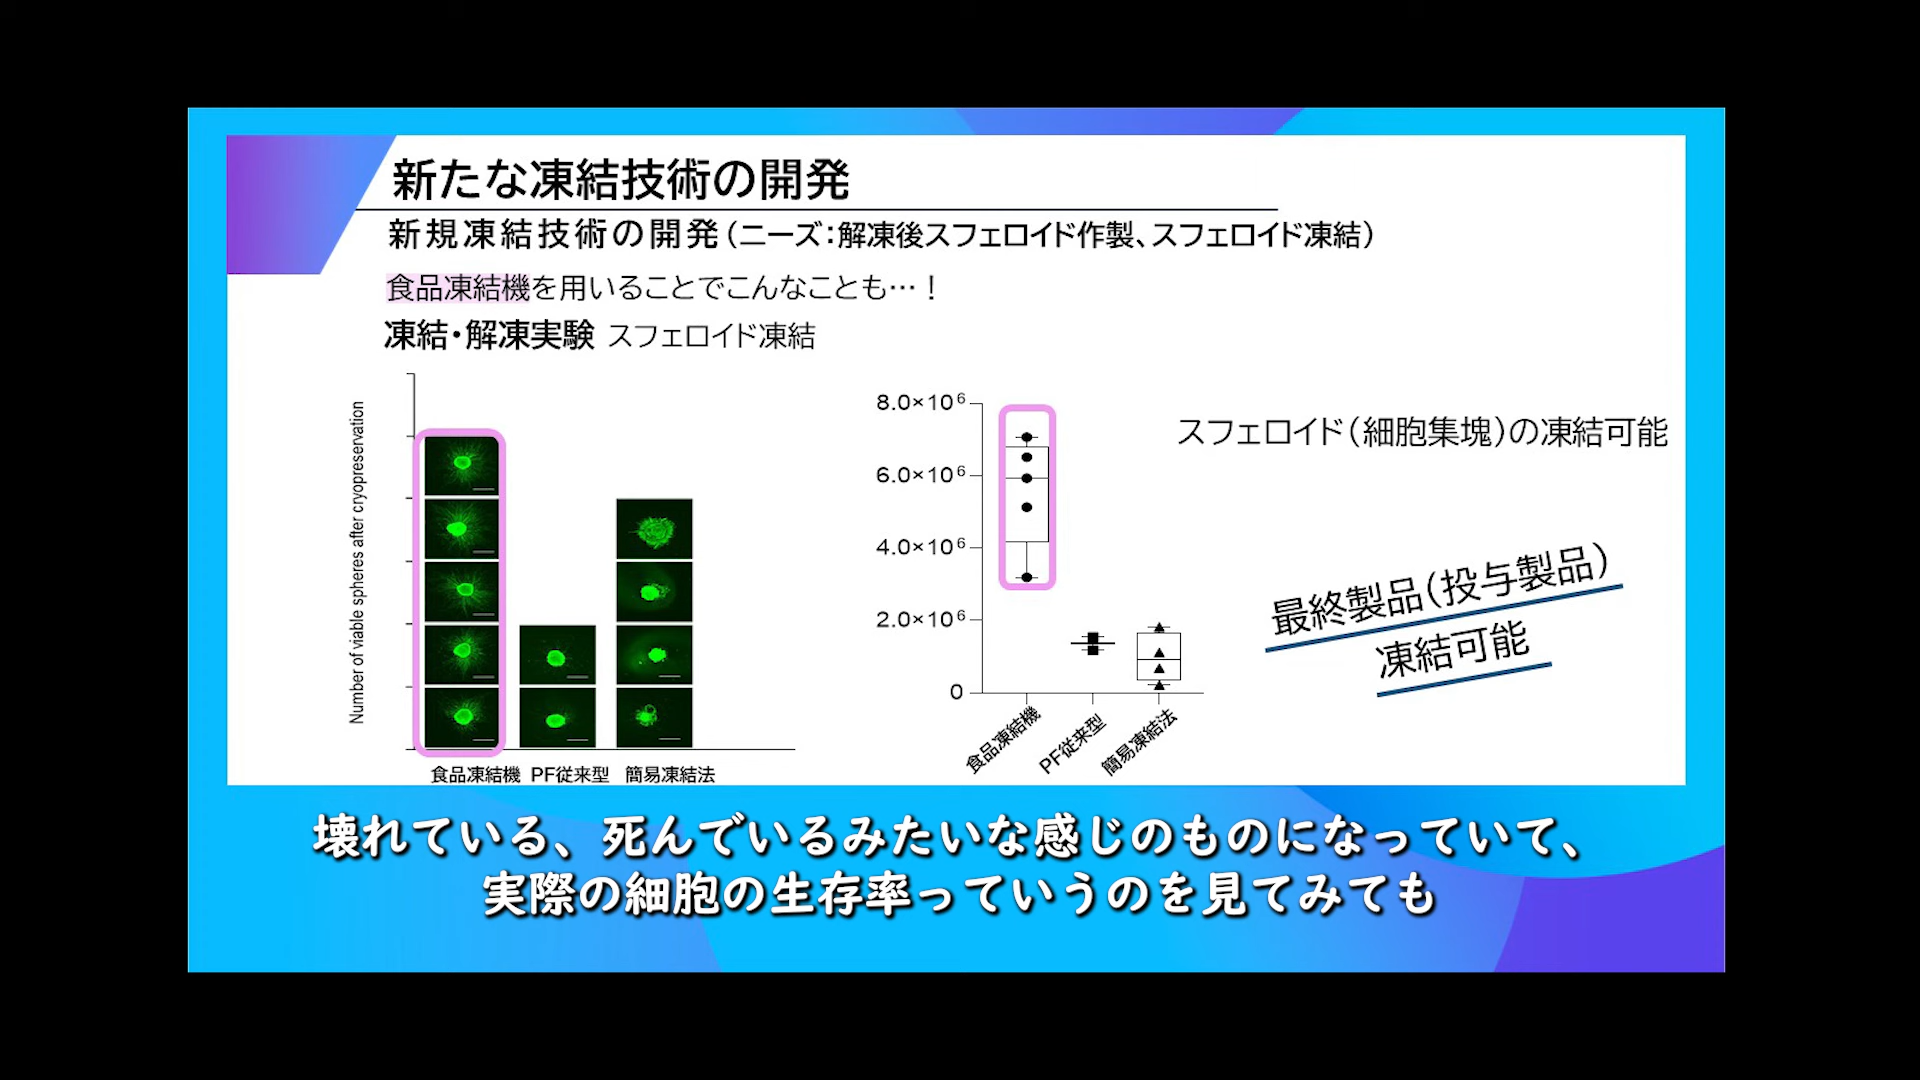 新たな凍結技術の開発
新規凍結技術の開発（ニーズ：解凍後スフェロイド作製、スフェロイド凍結）
食品凍結機を用いることでこんなことも…！
凍結・解凍実験 スフェロイド凍結
Number of viable spheres after cryopreservation
食品凍結機 PF従来型 簡易凍結法
8.0×10⁶
6.0×10⁶
4.0×10⁶
2.0×10⁶
0
食品凍結機 PF従来型 簡易凍結法
スフェロイド（細胞集塊）の凍結可能
最終製品（投与製品）
凍結可能
壊れている、死んでいるみたいな感じのものになっていて、
実際の細胞の生存率っていうのを見てみても